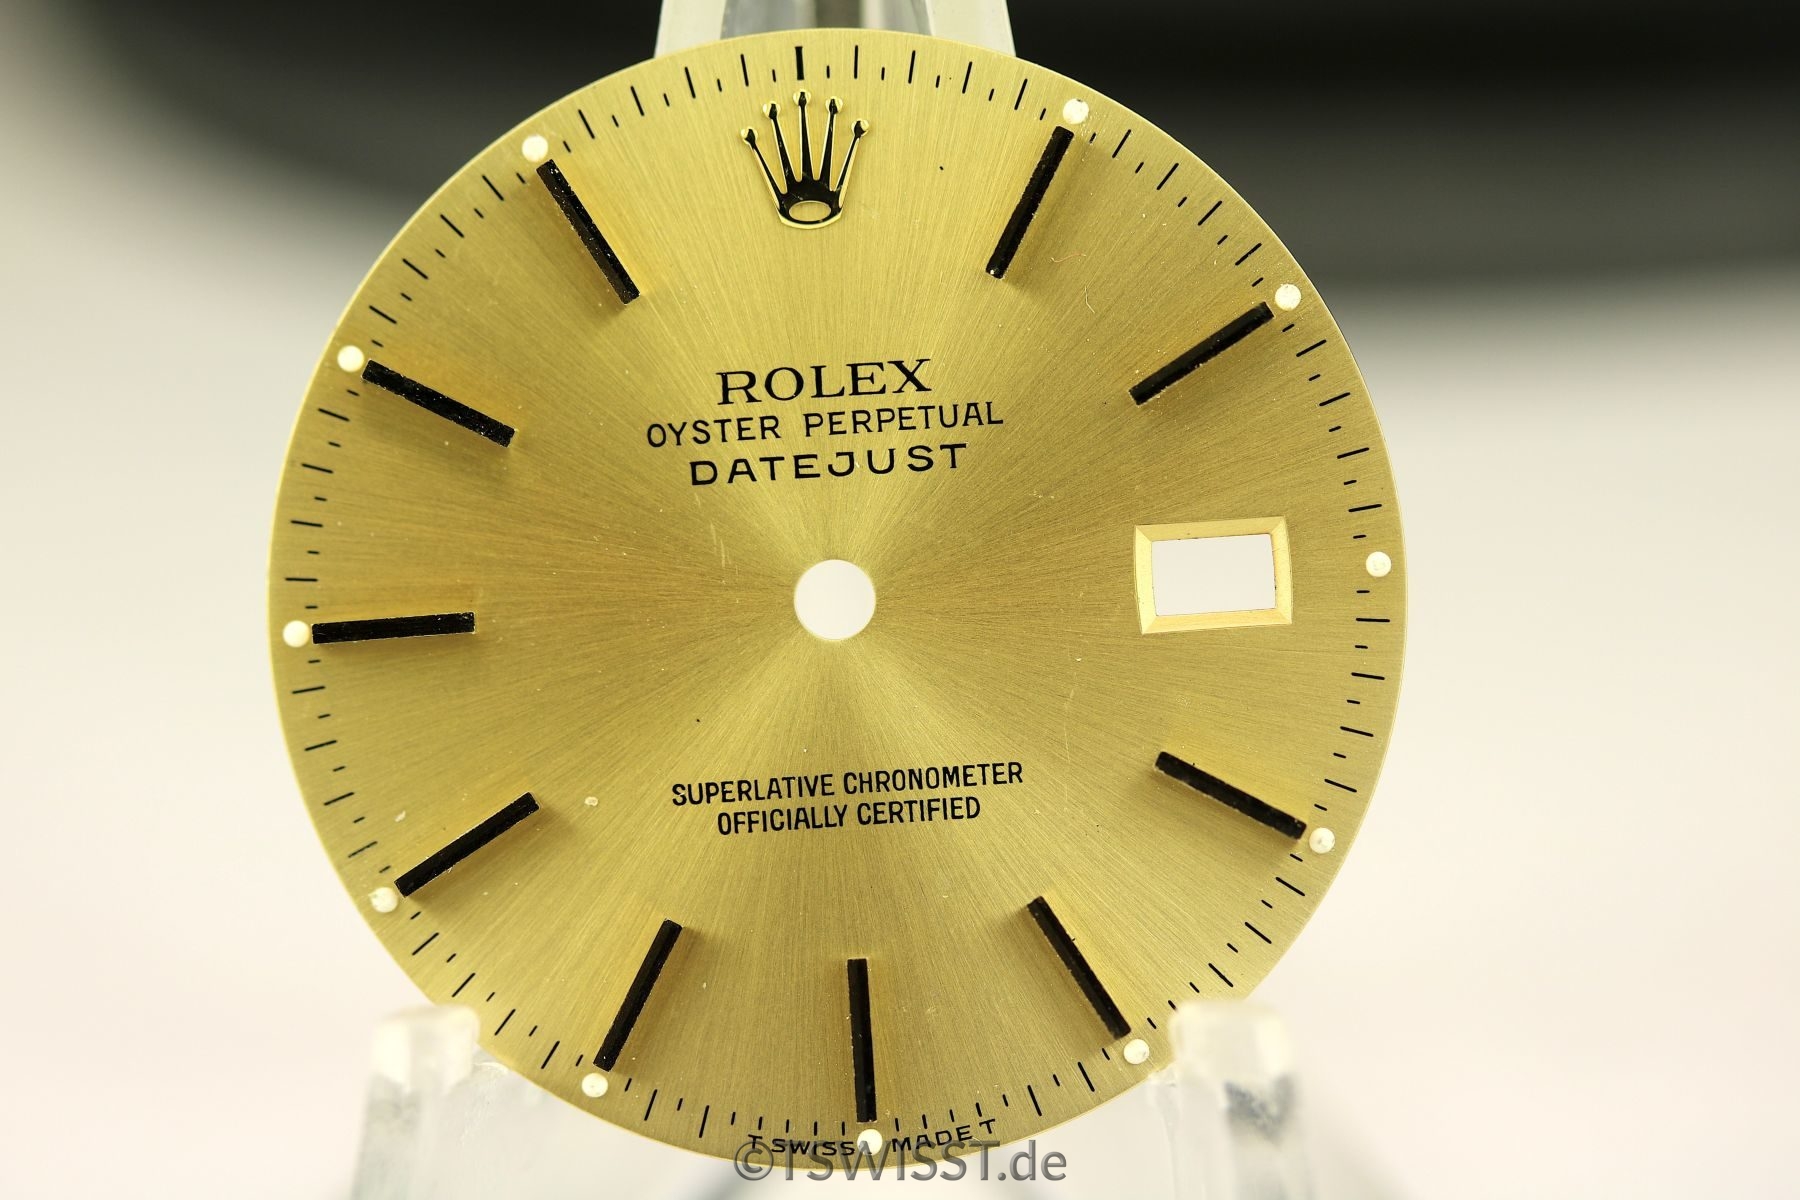 ROLEX
OYSTER PERPETUAL
DATEJUST
SUPERLATIVE CHRONOMETER
OFFICIALLY CERTIFIED
T SWISS MADE T
©TSWISST.de